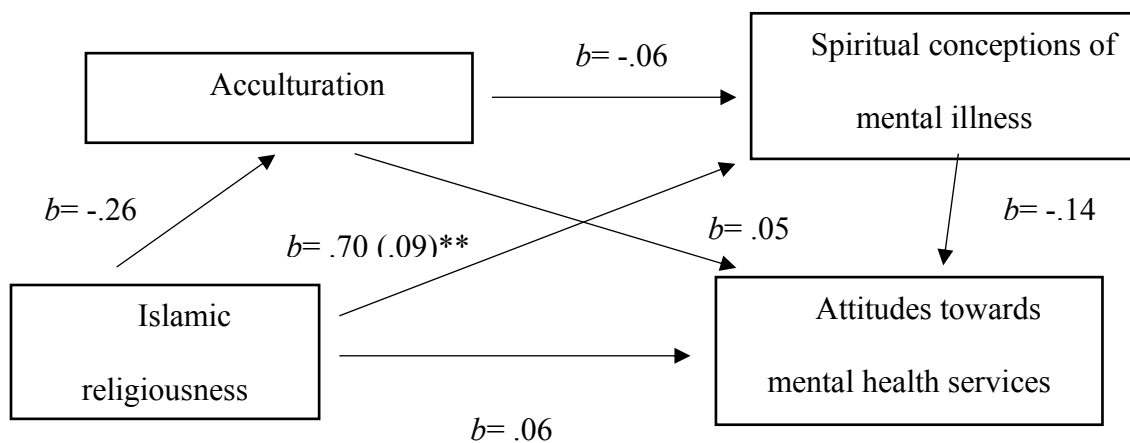 Spiritual conceptions of
mental illness
b= -.06
Acculturation
b= -.26
b= .70 (.09)**
b= .05
b= -.14
Islamic
religiousness
Attitudes towards
mental health services
b= .06